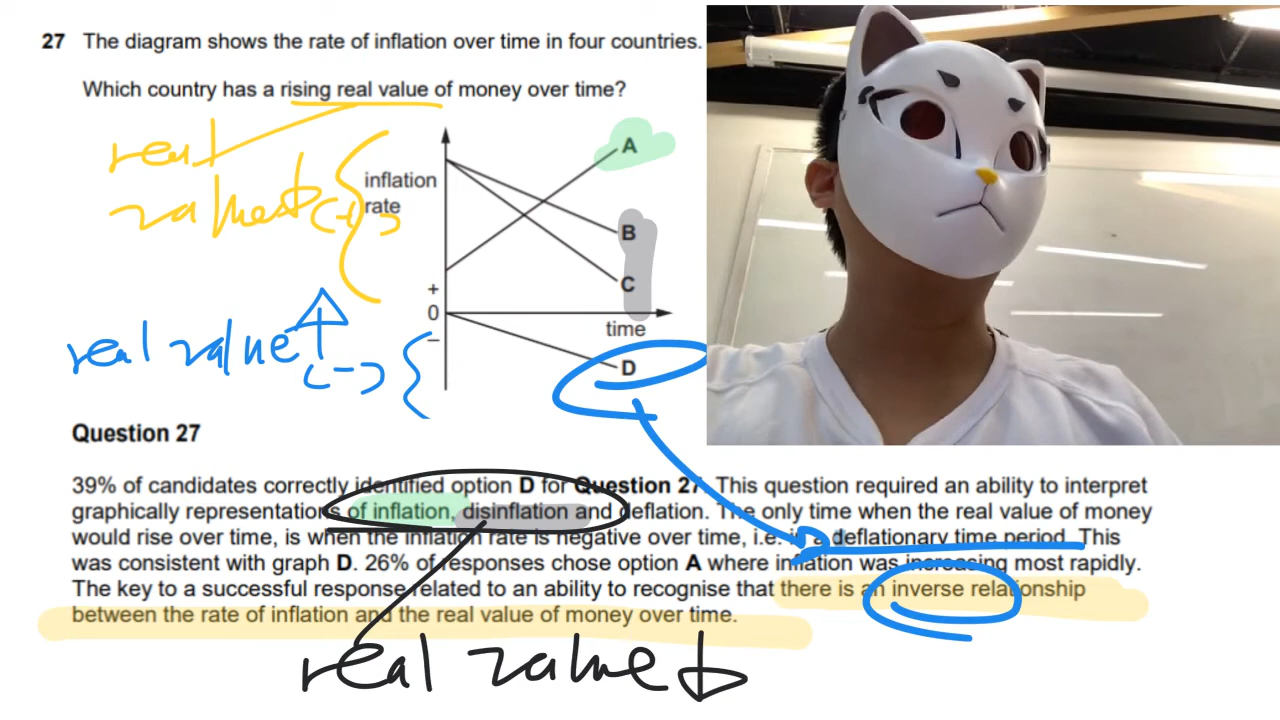 27 The diagram shows the rate of inflation over time in four countries.
Which country has a rising real value of money over time?
real
value↓ (+)
inflation
rate
A
B
C
+
0
–
time
real value↑
(–)
D
Question 27
39% of candidates correctly identified option D for Question 27. This question required an ability to interpret
graphically representations of inflation, disinflation and deflation. The only time when the real value of money
would rise over time, is when the inflation rate is negative over time, i.e. in a deflationary time period. This
was consistent with graph D. 26% of responses chose option A where inflation was increasing most rapidly.
The key to a successful response related to an ability to recognise that there is an inverse relationship
between the rate of inflation and the real value of money over time.
real value↓